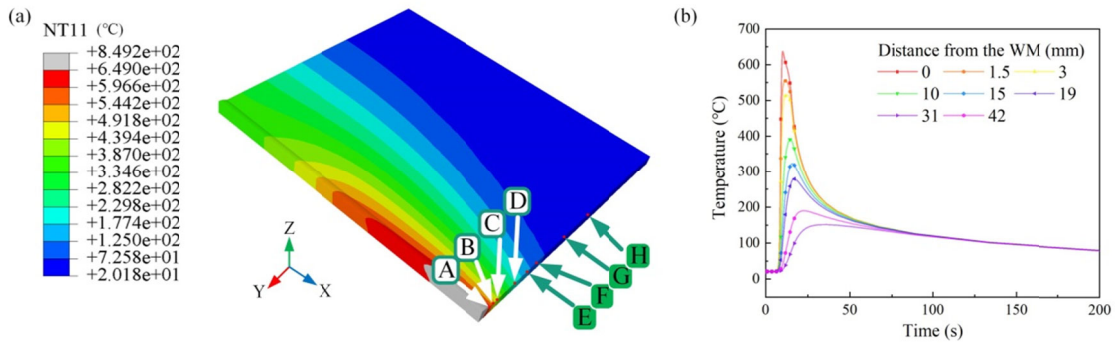 (a)
NT11 (℃)
+8.492e+02
+6.490e+02
+5.966e+02
+5.442e+02
+4.918e+02
+4.394e+02
+3.870e+02
+3.346e+02
+2.822e+02
+2.298e+02
+1.774e+02
+1.250e+02
+7.258e+01
+2.018e+01
Z
Y
X
A
B
C
D
E
F
G
H
(b)
Temperature (℃)
700
600
500
400
300
200
100
0
Distance from the WM (mm)
0 1.5 3
10 15 19
31 42
0 50 100 150 200
Time (s)